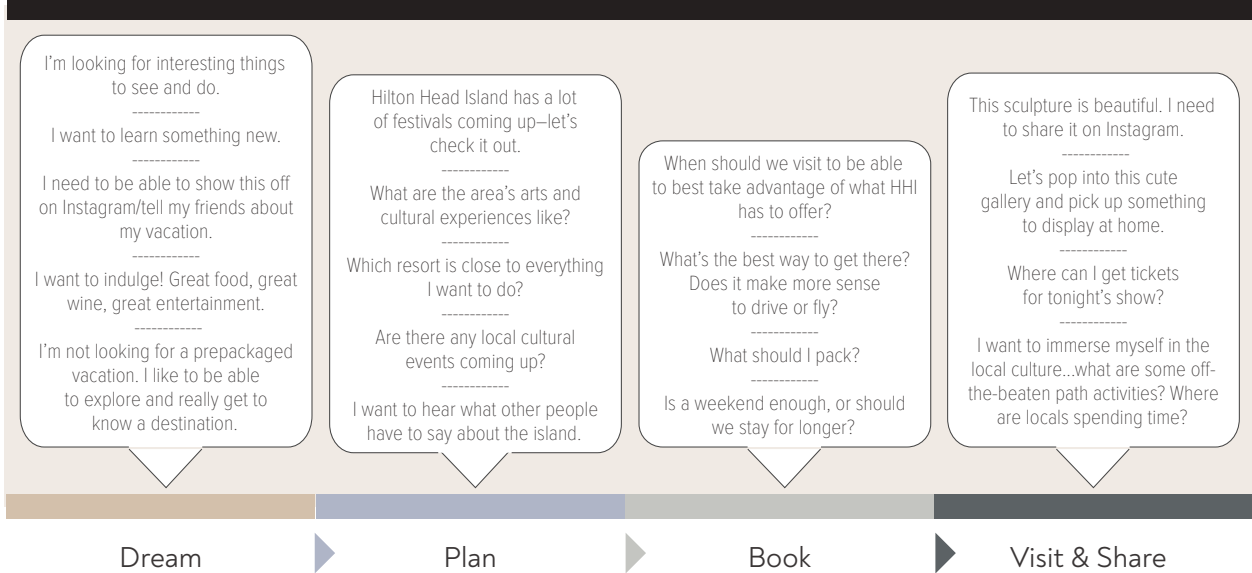 I'm looking for interesting things
to see and do.
------------
I want to learn something new.
------------
I need to be able to show this off
on Instagram/tell my friends about
my vacation.
------------
I want to indulge! Great food, great
wine, great entertainment.
------------
I'm not looking for a prepackaged
vacation. I like to be able
to explore and really get to
know a destination.
Hilton Head Island has a lot
of festivals coming up–let's
check it out.
------------
What are the area's arts and
cultural experiences like?
------------
Which resort is close to everything
I want to do?
------------
Are there any local cultural
events coming up?
------------
I want to hear what other people
have to say about the island.
When should we visit to be able
to best take advantage of what HHI
has to offer?
------------
What's the best way to get there?
Does it make more sense
to drive or fly?
------------
What should I pack?
------------
Is a weekend enough, or should
we stay for longer?
This sculpture is beautiful. I need
to share it on Instagram.
------------
Let's pop into this cute
gallery and pick up something
to display at home.
------------
Where can I get tickets
for tonight's show?
------------
I want to immerse myself in the
local culture...what are some off-
the-beaten path activities? Where
are locals spending time?
Dream
Plan
Book
Visit & Share